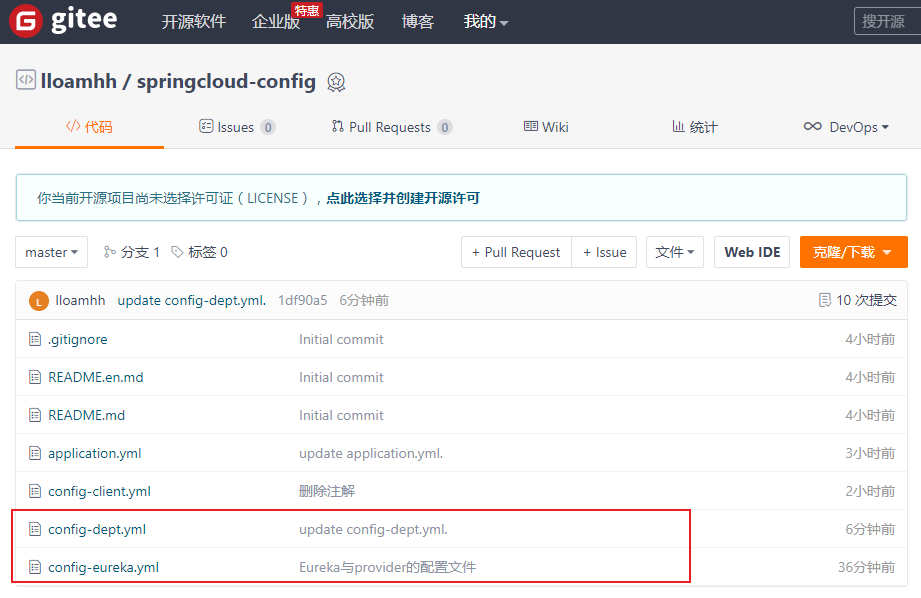 gitee 开源软件 企业版 特惠 高校版 博客 我的 搜开源
lloamhh / springcloud-config
代码 Issues 0 Pull Requests 0 Wiki 统计 DevOps
你当前开源项目尚未选择许可证（LICENSE），点此选择并创建开源许可
master 分支 1 标签 0 + Pull Request + Issue 文件 Web IDE 克隆/下载
L lloamhh update config-dept.yml. 1df90a5 6分钟前 10 次提交
.gitignore Initial commit 4小时前
README.en.md Initial commit 4小时前
README.md Initial commit 4小时前
application.yml update application.yml. 3小时前
config-client.yml 删除注解 2小时前
config-dept.yml update config-dept.yml. 6分钟前
config-eureka.yml Eureka与provider的配置文件 36分钟前